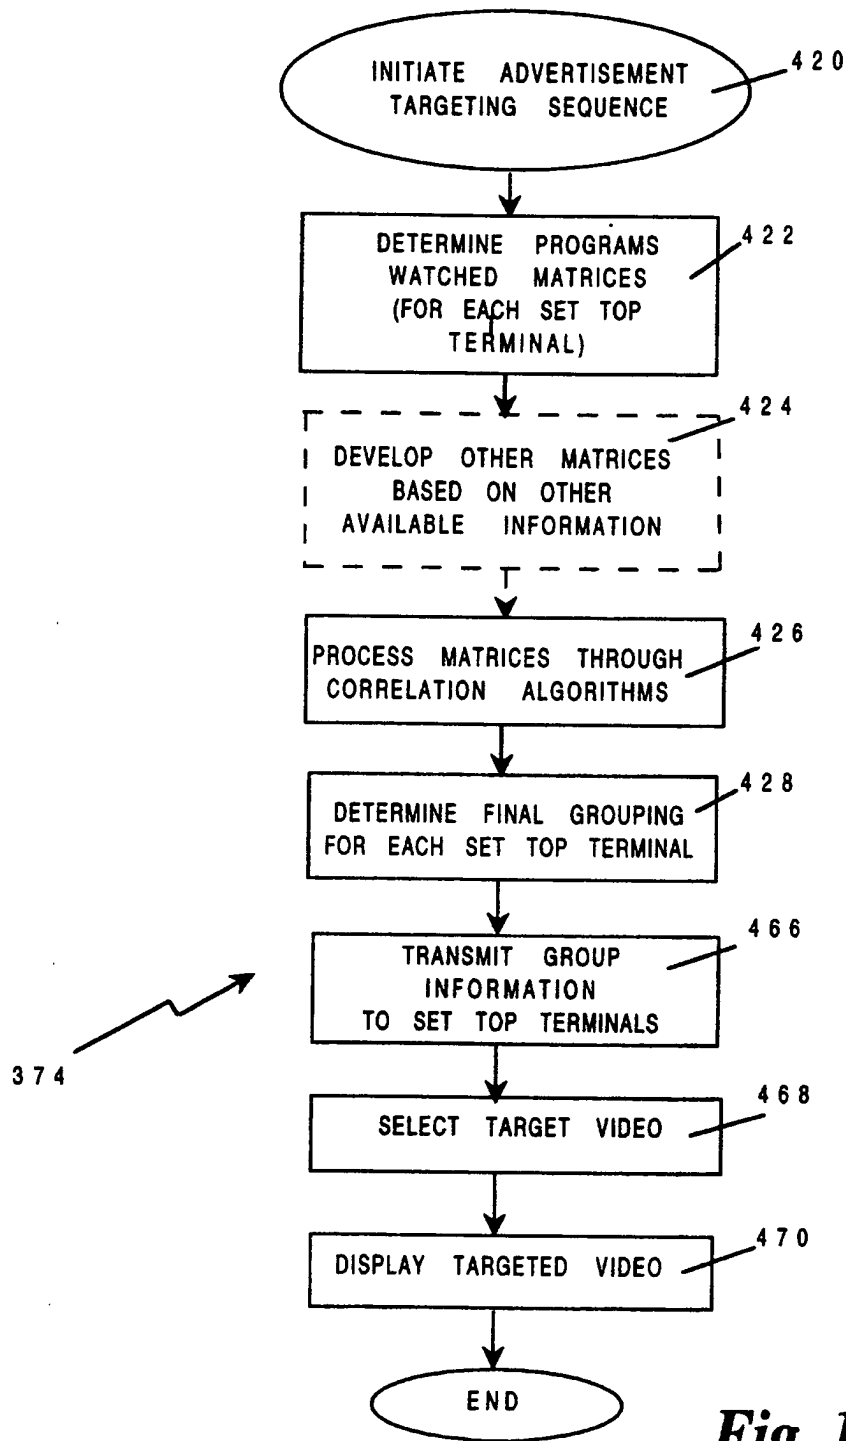 INITIATE ADVERTISEMENT
TARGETING SEQUENCE
420
DETERMINE PROGRAMS
WATCHED MATRICES
(FOR EACH SET TOP
TERMINAL)
422
DEVELOP OTHER MATRICES
BASED ON OTHER
AVAILABLE INFORMATION
424
PROCESS MATRICES THROUGH
CORRELATION ALGORITHMS
426
DETERMINE FINAL GROUPING
FOR EACH SET TOP TERMINAL
428
TRANSMIT GROUP
INFORMATION
TO SET TOP TERMINALS
466
374
SELECT TARGET VIDEO
468
DISPLAY TARGETED VIDEO
470
END
Fig.